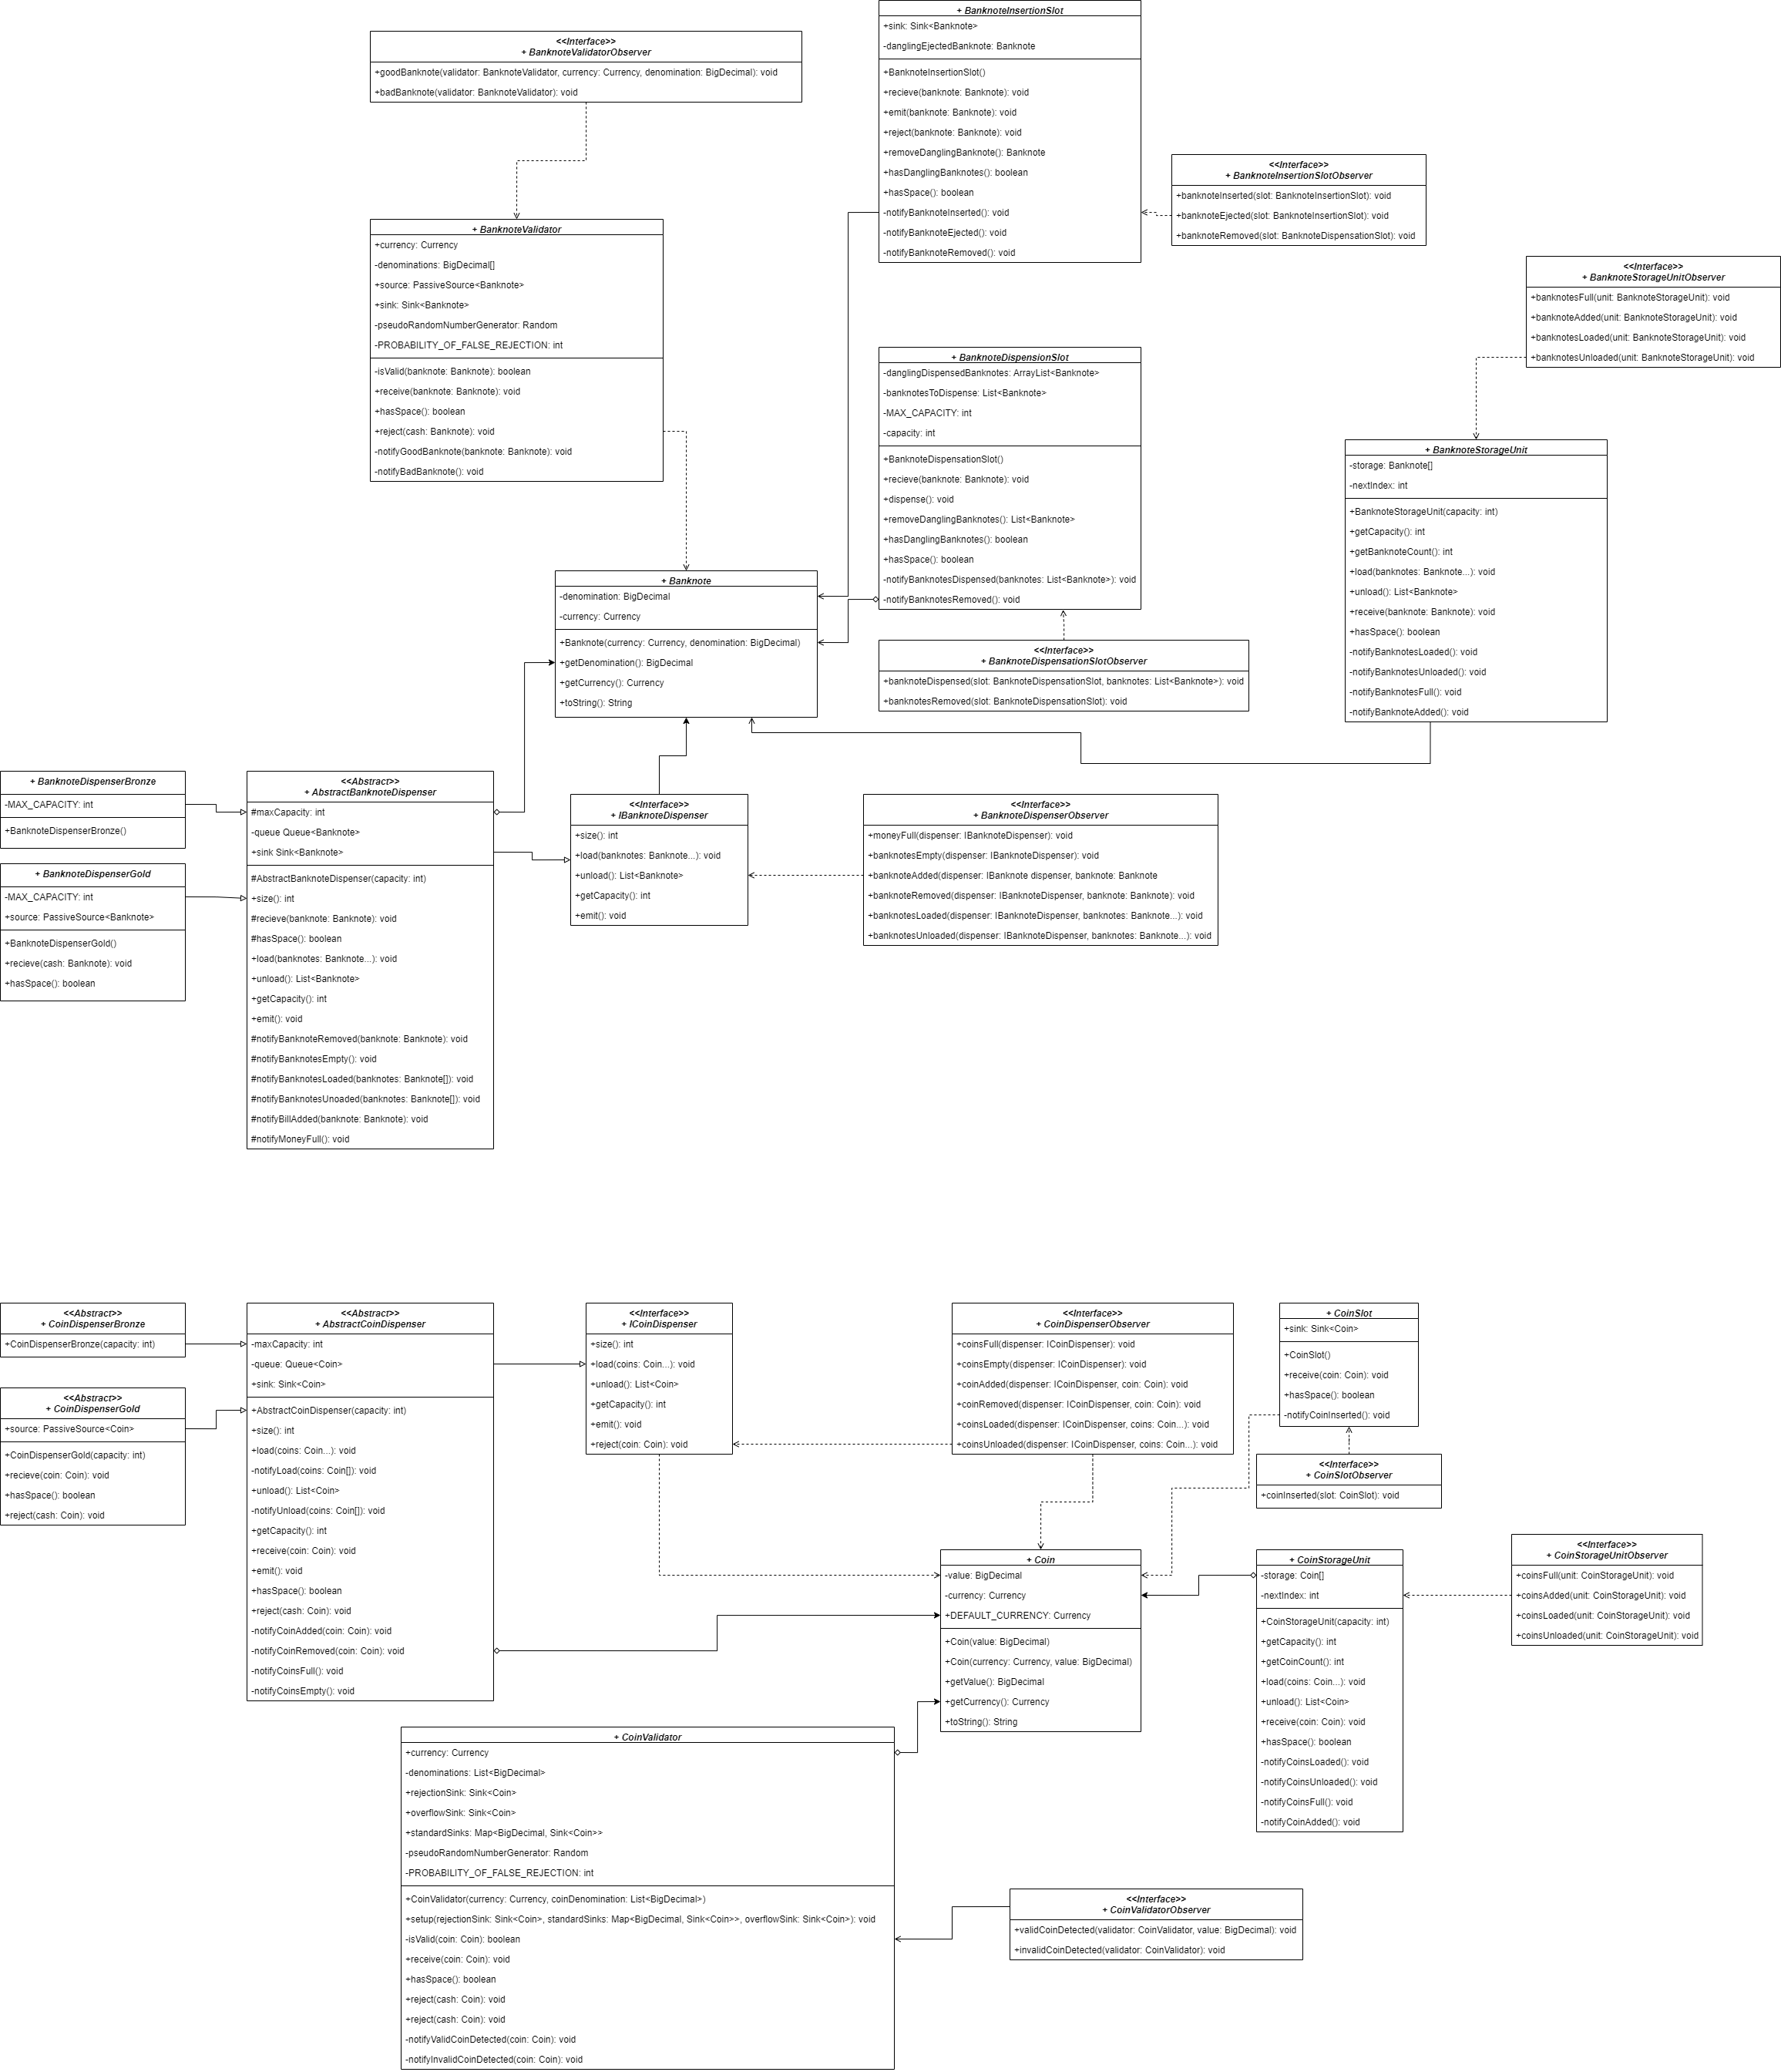 + BanknoteInsertionSlot
+sink: Sink<Banknote>
-danglingEjectedBanknote: Banknote
+BanknoteInsertionSlot()
+recieve(banknote: Banknote): void
+emit(banknote: Banknote): void
+reject(banknote: Banknote): void
+removeDanglingBanknote(): Banknote
+hasDanglingBanknotes(): boolean
+hasSpace(): boolean
-notifyBanknoteInserted(): void
-notifyBanknoteEjected(): void
-notifyBanknoteRemoved(): void
<<Interface>>
+ BanknoteValidatorObserver
+goodBanknote(validator: BanknoteValidator, currency: Currency, denomination: BigDecimal): void
+badBanknote(validator: BanknoteValidator): void
<<Interface>>
+ BanknoteInsertionSlotObserver
+banknoteInserted(slot: BanknoteInsertionSlot): void
+banknoteEjected(slot: BanknoteInsertionSlot): void
+banknoteRemoved(slot: BanknoteDispensationSlot): void
+ BanknoteValidator
+currency: Currency
-denominations: BigDecimal[]
+source: PassiveSource<Banknote>
+sink: Sink<Banknote>
-pseudoRandomNumberGenerator: Random
-PROBABILITY_OF_FALSE_REJECTION: int
-isValid(banknote: Banknote): boolean
+receive(banknote: Banknote): void
+hasSpace(): boolean
+reject(cash: Banknote): void
-notifyGoodBanknote(banknote: Banknote): void
-notifyBadBanknote(): void
<<Interface>>
+ BanknoteStorageUnitObserver
+banknotesFull(unit: BanknoteStorageUnit): void
+banknoteAdded(unit: BanknoteStorageUnit): void
+banknotesLoaded(unit: BanknoteStorageUnit): void
+banknotesUnloaded(unit: BanknoteStorageUnit): void
+ BanknoteDispensionSlot
-danglingDispensedBanknotes: ArrayList<Banknote>
-banknotesToDispense: List<Banknote>
-MAX_CAPACITY: int
-capacity: int
+BanknoteDispensationSlot()
+recieve(banknote: Banknote): void
+dispense(): void
+removeDanglingBanknotes(): List<Banknote>
+hasDanglingBanknotes(): boolean
+hasSpace(): boolean
-notifyBanknotesDispensed(banknotes: List<Banknote>): void
-notifyBanknotesRemoved(): void
+ BanknoteStorageUnit
-storage: Banknote[]
-nextIndex: int
+BanknoteStorageUnit(capacity: int)
+getCapacity(): int
+getBanknoteCount(): int
+load(banknotes: Banknote...): void
+unload(): List<Banknote>
+receive(banknote: Banknote): void
+hasSpace(): boolean
-notifyBanknotesLoaded(): void
-notifyBanknotesUnloaded(): void
-notifyBanknotesFull(): void
-notifyBanknoteAdded(): void
+ Banknote
-denomination: BigDecimal
-currency: Currency
+Banknote(currency: Currency, denomination: BigDecimal)
+getDenomination(): BigDecimal
+getCurrency(): Currency
+toString(): String
<<Interface>>
+ BanknoteDispensationSlotObserver
+banknoteDispensed(slot: BanknoteDispensationSlot, banknotes: List<Banknote>): void
+banknotesRemoved(slot: BanknoteDispensationSlot): void
+ BanknoteDispenserBronze
-MAX_CAPACITY: int
+BanknoteDispenserBronze()
+ BanknoteDispenserGold
-MAX_CAPACITY: int
+source: PassiveSource<Banknote>
+BanknoteDispenserGold()
+recieve(cash: Banknote): void
+hasSpace(): boolean
<<Abstract>>
+ AbstractBanknoteDispenser
#maxCapacity: int
-queue Queue<Banknote>
+sink Sink<Banknote>
#AbstractBanknoteDispenser(capacity: int)
+size(): int
#recieve(banknote: Banknote): void
#hasSpace(): boolean
+load(banknotes: Banknote...): void
+unload(): List<Banknote>
+getCapacity(): int
+emit(): void
#notifyBanknoteRemoved(banknote: Banknote): void
#notifyBanknotesEmpty(): void
#notifyBanknotesLoaded(banknotes: Banknote[]): void
#notifyBanknotesUnoaded(banknotes: Banknote[]): void
#notifyBillAdded(banknote: Banknote): void
#notifyMoneyFull(): void
<<Interface>>
+ IBanknoteDispenser
+size(): int
+load(banknotes: Banknote...): void
+unload(): List<Banknote>
+getCapacity(): int
+emit(): void
<<Interface>>
+ BanknoteDispenserObserver
+moneyFull(dispenser: IBanknoteDispenser): void
+banknotesEmpty(dispenser: IBanknoteDispenser): void
+banknoteAdded(dispenser: IBanknote dispenser, banknote: Banknote
+banknoteRemoved(dispenser: IBanknoteDispenser, banknote: Banknote): void
+banknotesLoaded(dispenser: IBanknoteDispenser, banknotes: Banknote...): void
+banknotesUnloaded(dispenser: IBanknoteDispenser, banknotes: Banknote...): void
<<Abstract>>
+ CoinDispenserBronze
+CoinDispenserBronze(capacity: int)
<<Abstract>>
+ CoinDispenserGold
+source: PassiveSource<Coin>
+CoinDispenserGold(capacity: int)
+recieve(coin: Coin): void
+hasSpace(): boolean
+reject(cash: Coin): void
<<Abstract>>
+ AbstractCoinDispenser
-maxCapacity: int
-queue: Queue<Coin>
+sink: Sink<Coin>
+AbstractCoinDispenser(capacity: int)
+size(): int
+load(coins: Coin...): void
-notifyLoad(coins: Coin[]): void
+unload(): List<Coin>
-notifyUnload(coins: Coin[]): void
+getCapacity(): int
+receive(coin: Coin): void
+emit(): void
+hasSpace(): boolean
+reject(cash: Coin): void
-notifyCoinAdded(coin: Coin): void
-notifyCoinRemoved(coin: Coin): void
-notifyCoinsFull(): void
-notifyCoinsEmpty(): void
<<Interface>>
+ ICoinDispenser
+size(): int
+load(coins: Coin...): void
+unload(): List<Coin>
+getCapacity(): int
+emit(): void
+reject(coin: Coin): void
<<Interface>>
+ CoinDispenserObserver
+coinsFull(dispenser: ICoinDispenser): void
+coinsEmpty(dispenser: ICoinDispenser): void
+coinAdded(dispenser: ICoinDispenser, coin: Coin): void
+coinRemoved(dispenser: ICoinDispenser, coin: Coin): void
+coinsLoaded(dispenser: ICoinDispenser, coins: Coin...): void
+coinsUnloaded(dispenser: ICoinDispenser, coins: Coin...): void
+ CoinSlot
+sink: Sink<Coin>
+CoinSlot()
+receive(coin: Coin): void
+hasSpace(): boolean
-notifyCoinInserted(): void
<<Interface>>
+ CoinSlotObserver
+coinInserted(slot: CoinSlot): void
+ Coin
-value: BigDecimal
-currency: Currency
+DEFAULT_CURRENCY: Currency
+Coin(value: BigDecimal)
+Coin(currency: Currency, value: BigDecimal)
+getValue(): BigDecimal
+getCurrency(): Currency
+toString(): String
+ CoinStorageUnit
-storage: Coin[]
-nextIndex: int
+CoinStorageUnit(capacity: int)
+getCapacity(): int
+getCoinCount(): int
+load(coins: Coin...): void
+unload(): List<Coin>
+receive(coin: Coin): void
+hasSpace(): boolean
-notifyCoinsLoaded(): void
-notifyCoinsUnloaded(): void
-notifyCoinsFull(): void
-notifyCoinAdded(): void
<<Interface>>
+ CoinStorageUnitObserver
+coinsFull(unit: CoinStorageUnit): void
+coinsAdded(unit: CoinStorageUnit): void
+coinsLoaded(unit: CoinStorageUnit): void
+coinsUnloaded(unit: CoinStorageUnit): void
+ CoinValidator
+currency: Currency
-denominations: List<BigDecimal>
+rejectionSink: Sink<Coin>
+overflowSink: Sink<Coin>
+standardSinks: Map<BigDecimal, Sink<Coin>>
-pseudoRandomNumberGenerator: Random
-PROBABILITY_OF_FALSE_REJECTION: int
+CoinValidator(currency: Currency, coinDenomination: List<BigDecimal>)
+setup(rejectionSink: Sink<Coin>, standardSinks: Map<BigDecimal, Sink<Coin>>, overflowSink: Sink<Coin>): void
-isValid(coin: Coin): boolean
+receive(coin: Coin): void
+hasSpace(): boolean
+reject(cash: Coin): void
+reject(cash: Coin): void
-notifyValidCoinDetected(coin: Coin): void
-notifyInvalidCoinDetected(coin: Coin): void
<<Interface>>
+ CoinValidatorObserver
+validCoinDetected(validator: CoinValidator, value: BigDecimal): void
+invalidCoinDetected(validator: CoinValidator): void